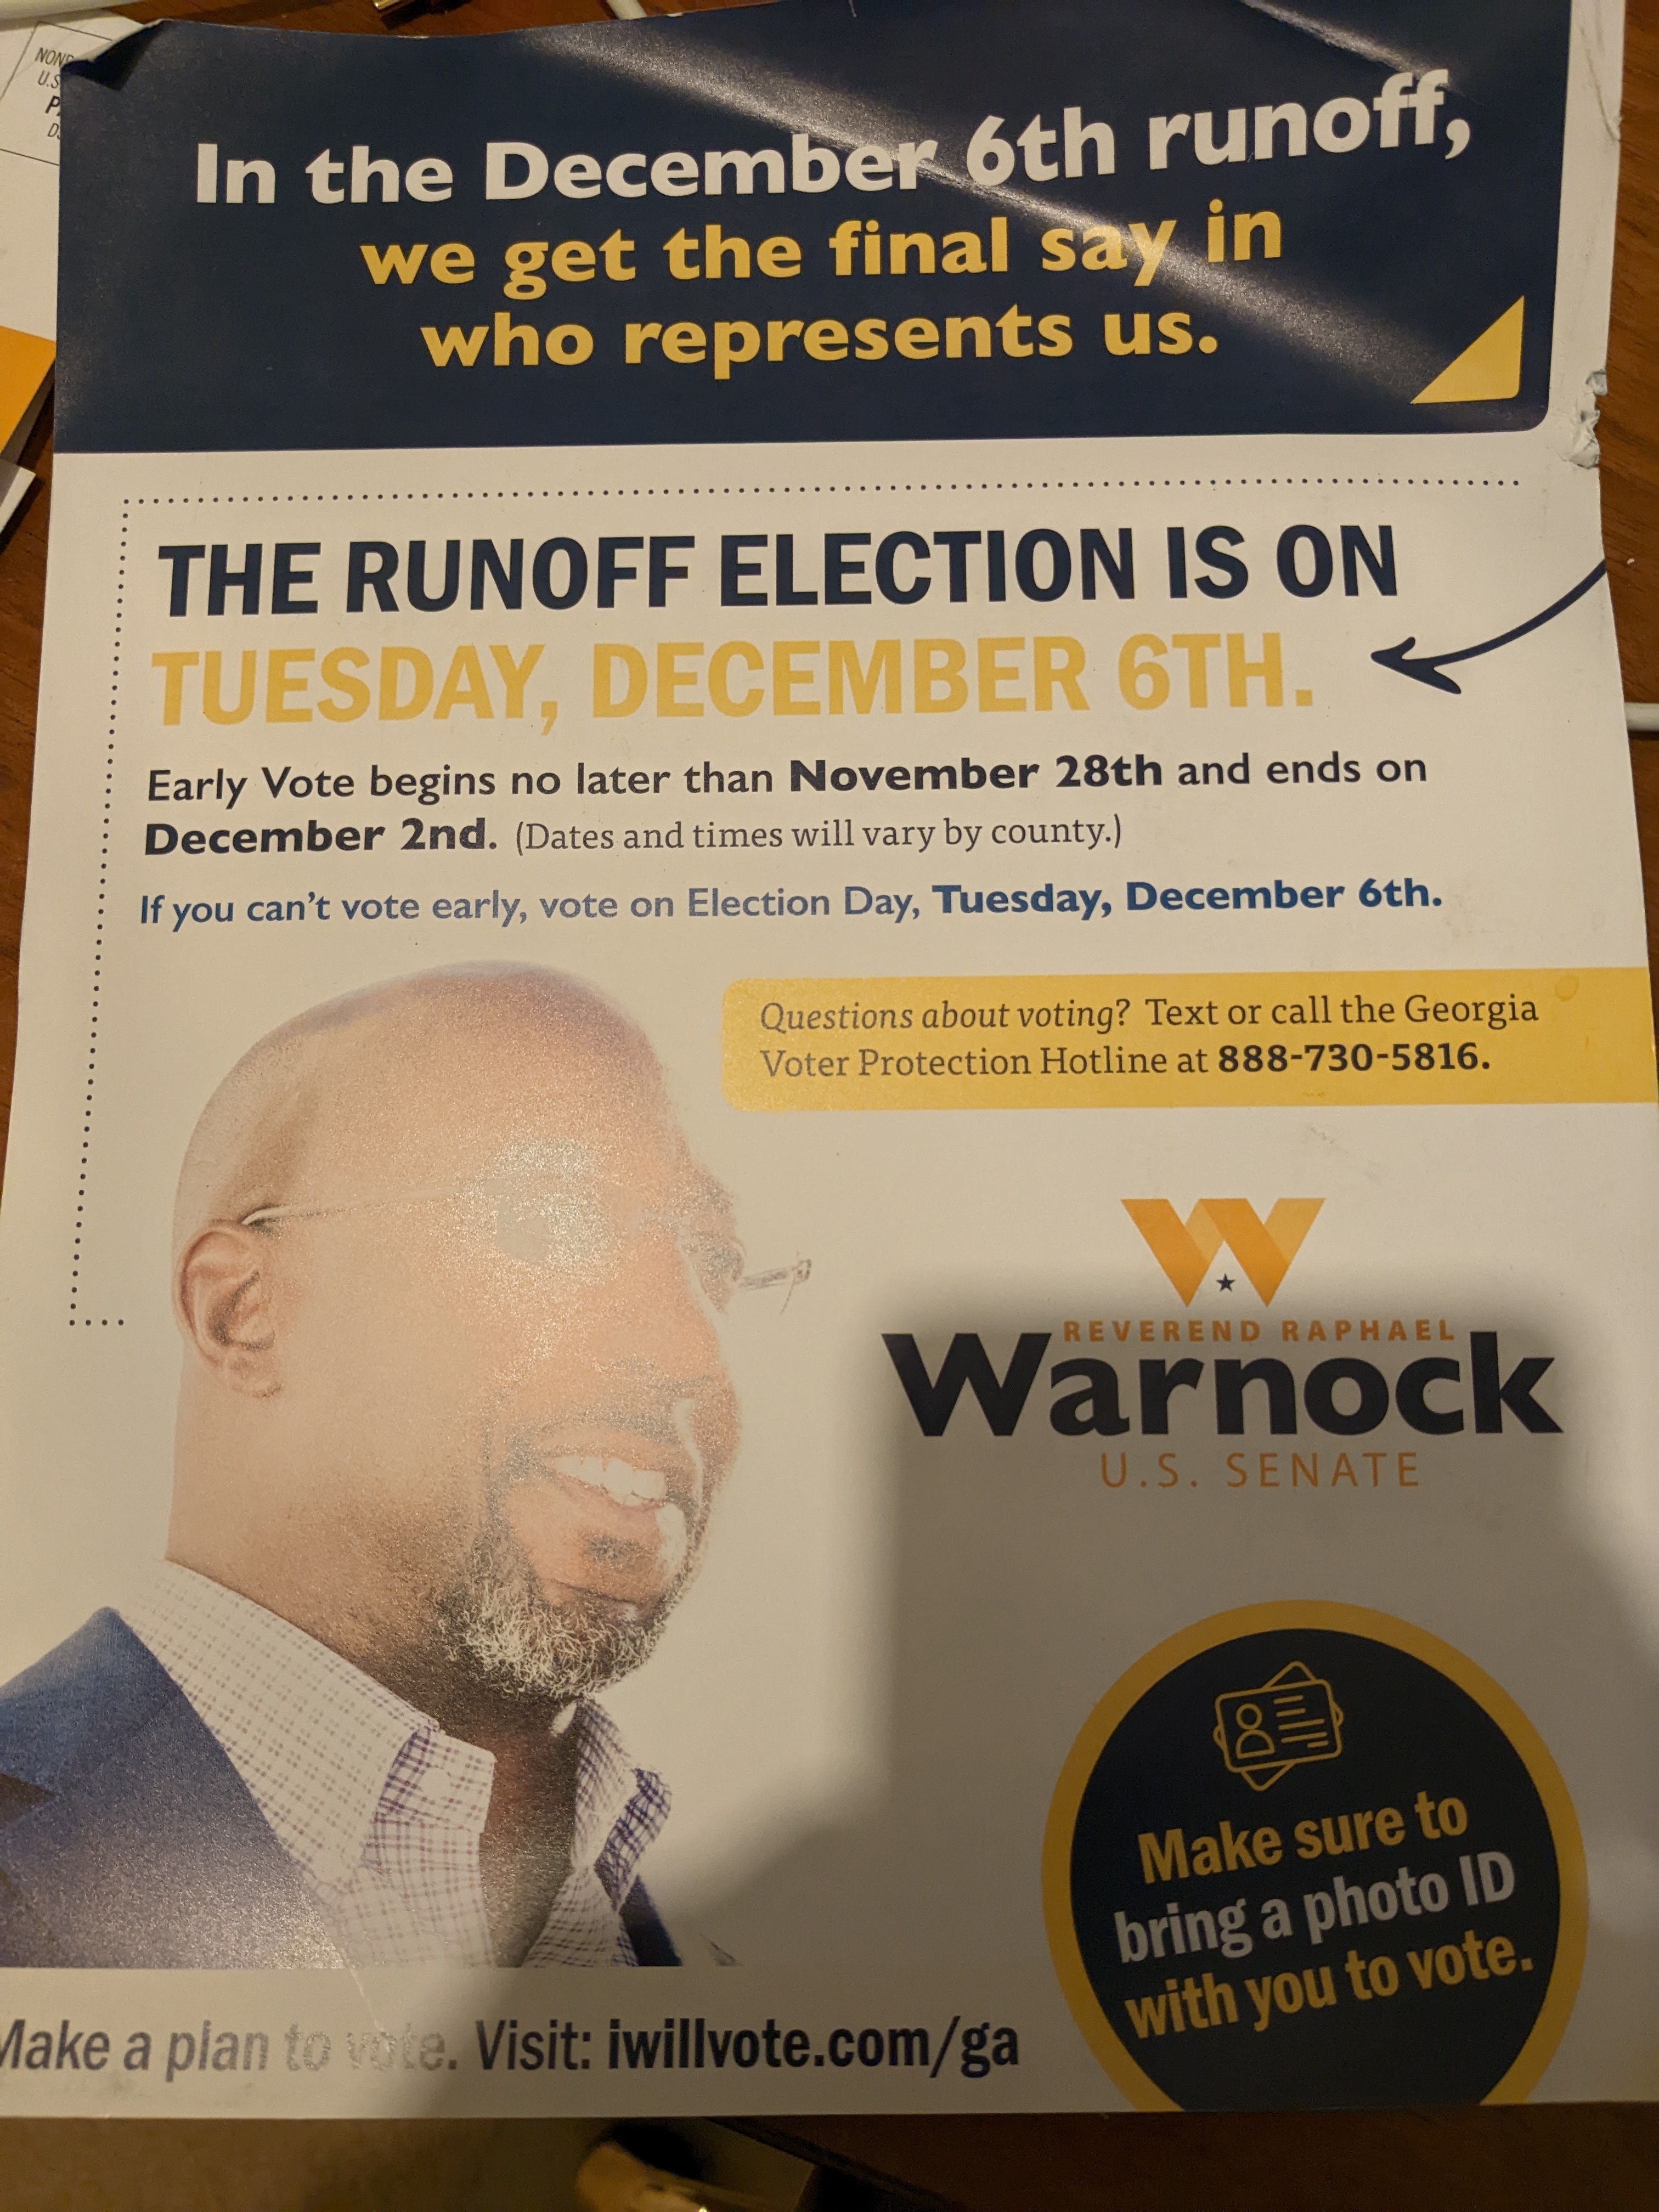 In the December 6th runoff,
we get the final say in
who represents us.
THE RUNOFF ELECTION IS ON
TUESDAY, DECEMBER 6TH.
Early Vote begins no later than November 28th and ends on
December 2nd. (Dates and times will vary by county.)
If you can't vote early, vote on Election Day, Tuesday, December 6th.
Questions about voting? Text or call the Georgia
Voter Protection Hotline at 888-730-5816.
REVEREND RAPHAEL
Warnock
U.S. SENATE
Make sure to
bring a photo ID
with you to vote.
Make a plan to vote. Visit: iwillvote.com/ga